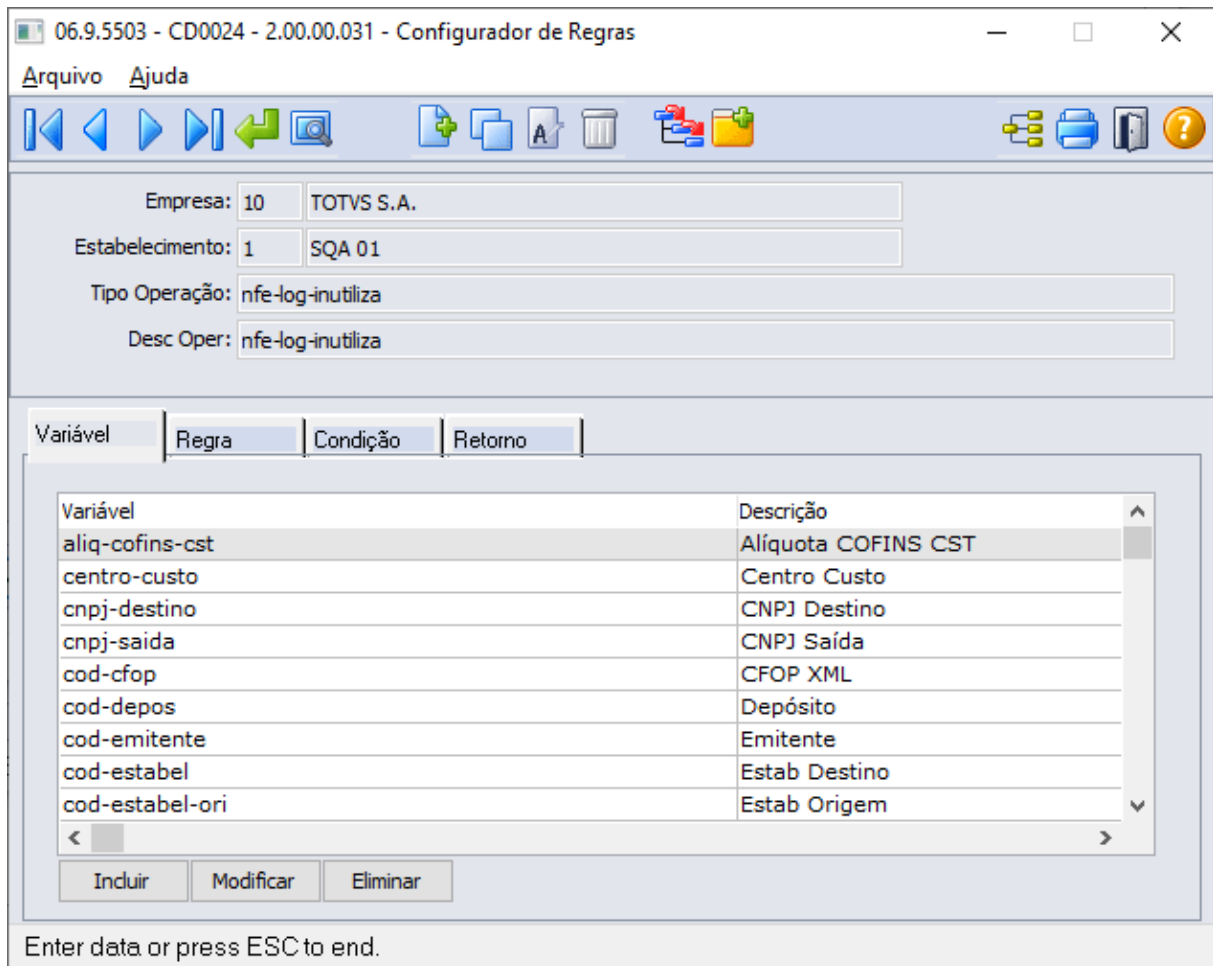 06.9.5503 - CD0024 - 2.00.00.031 - Configurador de Regras
Arquivo Ajuda
A
?
Empresa: 10 TOTVS S.A.
Estabelecimento: 1 SQA 01
Tipo Operação: nfe-log-inutiliza
Desc Oper: nfe-log-inutiliza
Variável Regra Condição Retorno
Variável Descrição
aliq-cofins-cst Alíquota COFINS CST
centro-custo Centro Custo
cnpj-destino CNPJ Destino
cnpj-saida CNPJ Saída
cod-cfop CFOP XML
cod-depos Depósito
cod-emitente Emitente
cod-estabel Estab Destino
cod-estabel-ori Estab Origem
Incluir Modificar Eliminar
Enter data or press ESC to end.